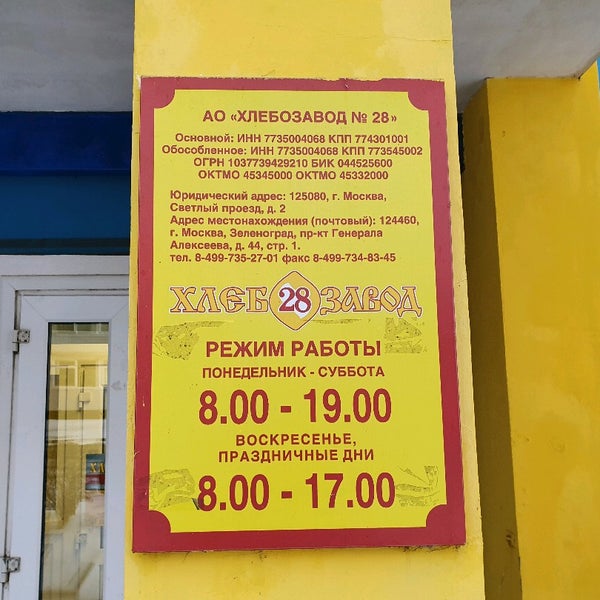 АО «ХЛЕБОЗАВОД № 28»
Основной: ИНН 7735004068 КПП 774301001
Обособленное: ИНН 7735004068 КПП 773545002
ОГРН 1037739429210 БИК 044525600
ОКТМО 45345000 ОКТМО 45332000
Юридический адрес: 125080, г. Москва,
Светлый проезд, д. 2
Адрес местонахождения (почтовый): 124460,
г. Москва, Зеленоград, пр-кт Генерала
Алексеева, д. 44, стр. 1.
тел. 8-499-735-27-01 факс 8-499-734-83-45
ХЛЕБ 28 ЗАВОД
РЕЖИМ РАБОТЫ
ПОНЕДЕЛЬНИК - СУББОТА
8.00 - 19.00
ВОСКРЕСЕНЬЕ,
ПРАЗДНИЧНЫЕ ДНИ
8.00 - 17.00